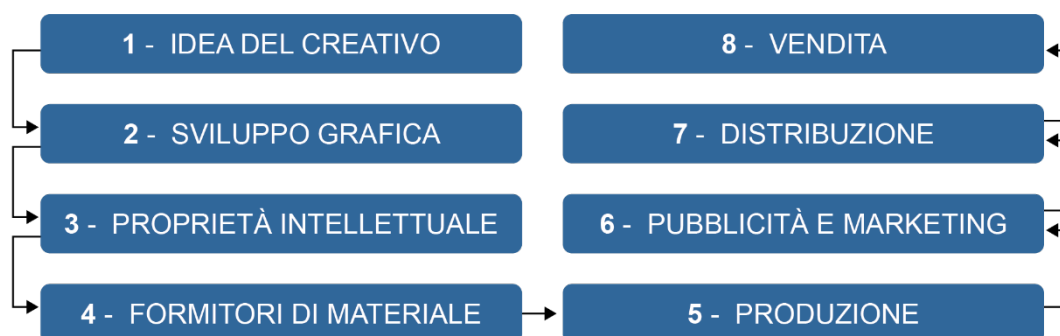 1 - IDEA DEL CREATIVO
2 - SVILUPPO GRAFICA
3 - PROPRIETÀ INTELLETTUALE
4 - FORMITORI DI MATERIALE
5 - PRODUZIONE
6 - PUBBLICITÀ E MARKETING
7 - DISTRIBUZIONE
8 - VENDITA